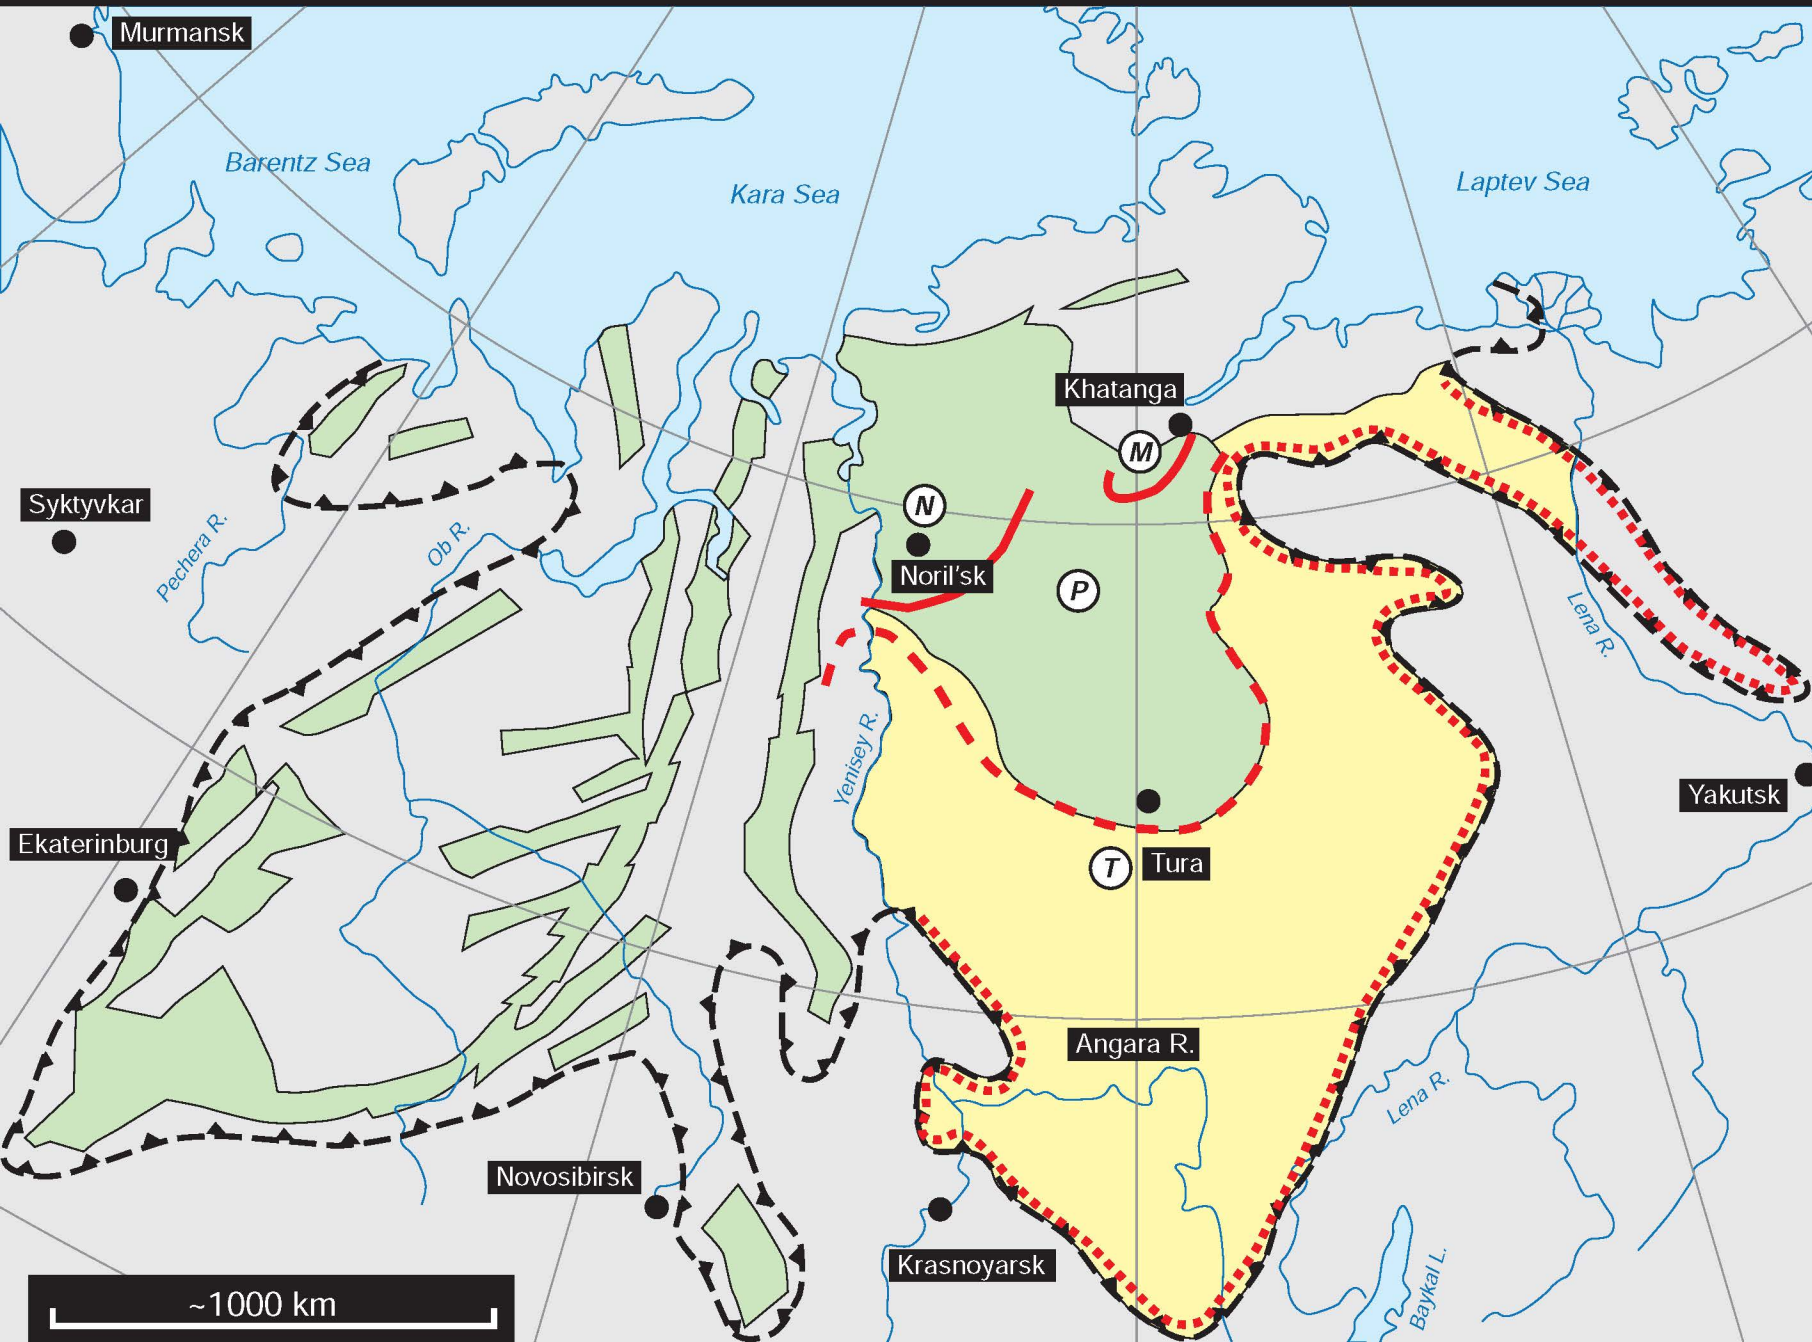 Murmansk
Barentz Sea
Kara Sea
Laptev Sea
Khatanga
M
N
Syktyvkar
Pechera R.
Ob R.
Noril'sk
P
Lena R.
Yenisey R.
Yakutsk
Ekaterinburg
T
Tura
Angara R.
Lena R.
Novosibirsk
Krasnoyarsk
Baykal L.
~1000 km